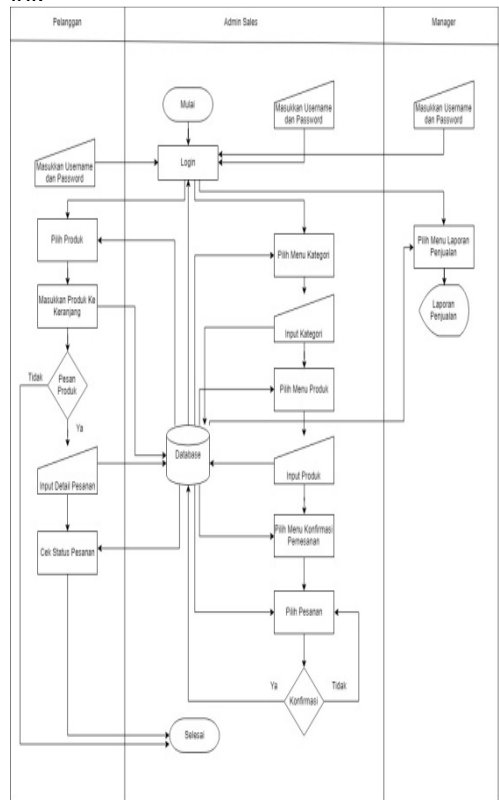 Pelanggan
Admin Sales
Manager
Mulai
Masukkan Username
dan Password
Masukkan Username
dan Password
Masukkan Username
dan Password
Login
Pilih Produk
Pilih Menu Kategori
Pilih Menu Laporan
Penjualan
Masukkan Produk Ke
Keranjang
Input Kategori
Laporan
Penjualan
Tidak
Pesan
Produk
Pilih Menu Produk
Ya
Database
Input Detail Pesanan
Input Produk
Cek Status Pesanan
Pilih Menu Konfirmasi
Pemesanan
Pilih Pesanan
Ya
Tidak
Konfirmasi
Selesai